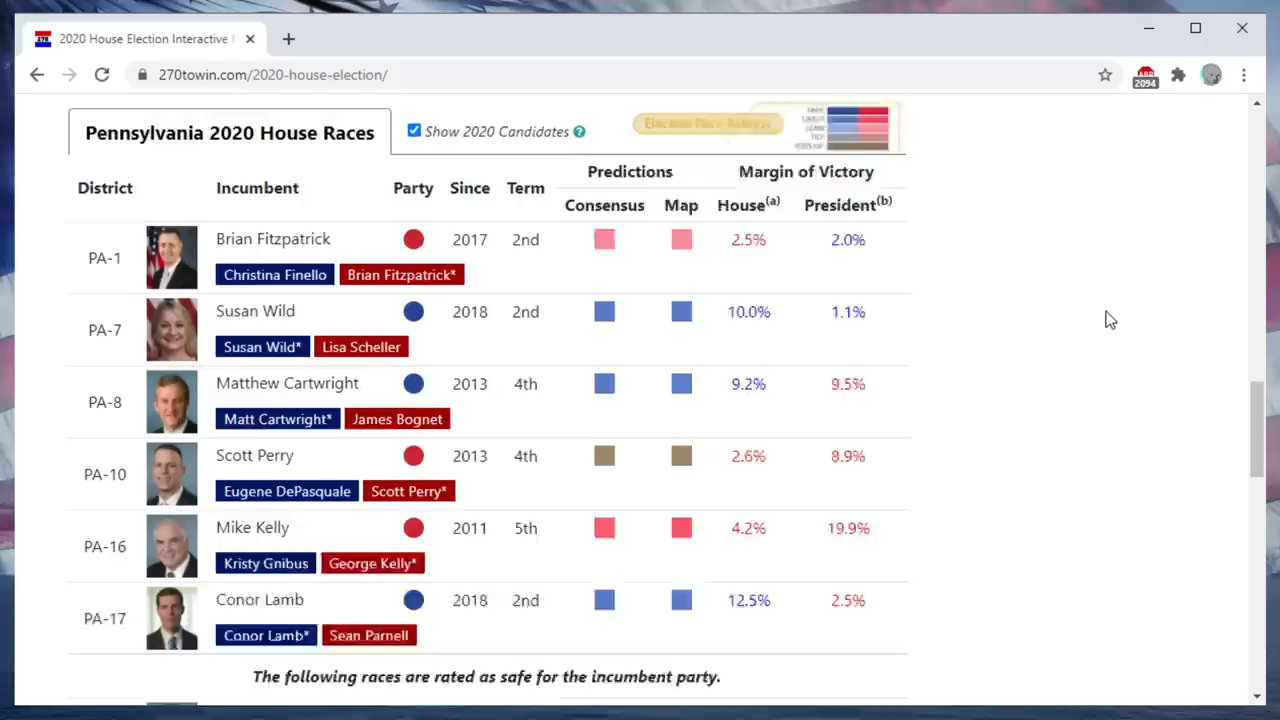 2020 House Election Interactive
270towin.com/2020-house-election/
2094
Pennsylvania 2020 House Races
Show 2020 Candidates
District Incumbent Party Since Term Predictions Margin of Victory
Consensus Map House(a) President(b)
PA-1 Brian Fitzpatrick 2017 2nd 2.5% 2.0%
Christina Finello Brian Fitzpatrick*
PA-7 Susan Wild 2018 2nd 10.0% 1.1%
Susan Wild* Lisa Scheller
PA-8 Matthew Cartwright 2013 4th 9.2% 9.5%
Matt Cartwright* James Bognet
PA-10 Scott Perry 2013 4th 2.6% 8.9%
Eugene DePasquale Scott Perry*
PA-16 Mike Kelly 2011 5th 4.2% 19.9%
Kristy Gnibus George Kelly*
PA-17 Conor Lamb 2018 2nd 12.5% 2.5%
Conor Lamb* Sean Parnell
The following races are rated as safe for the incumbent party.